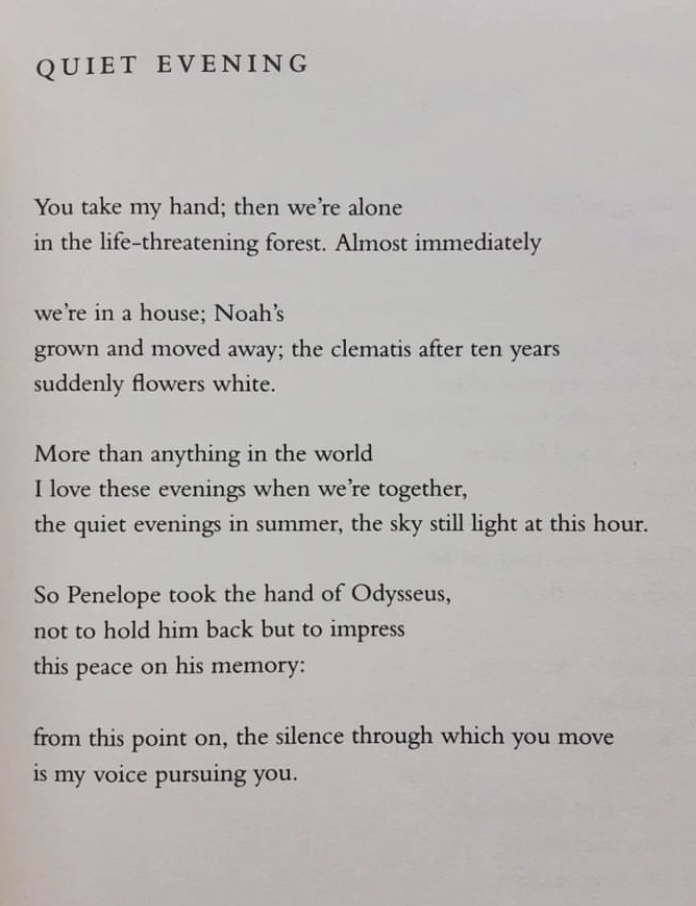 QUIET EVENING
You take my hand; then we're alone
in the life-threatening forest. Almost immediately
we're in a house; Noah's
grown and moved away; the clematis after ten years
suddenly flowers white.
More than anything in the world
I love these evenings when we're together,
the quiet evenings in summer, the sky still light at this hour.
So Penelope took the hand of Odysseus,
not to hold him back but to impress
this peace on his memory:
from this point on, the silence through which you move
is my voice pursuing you.